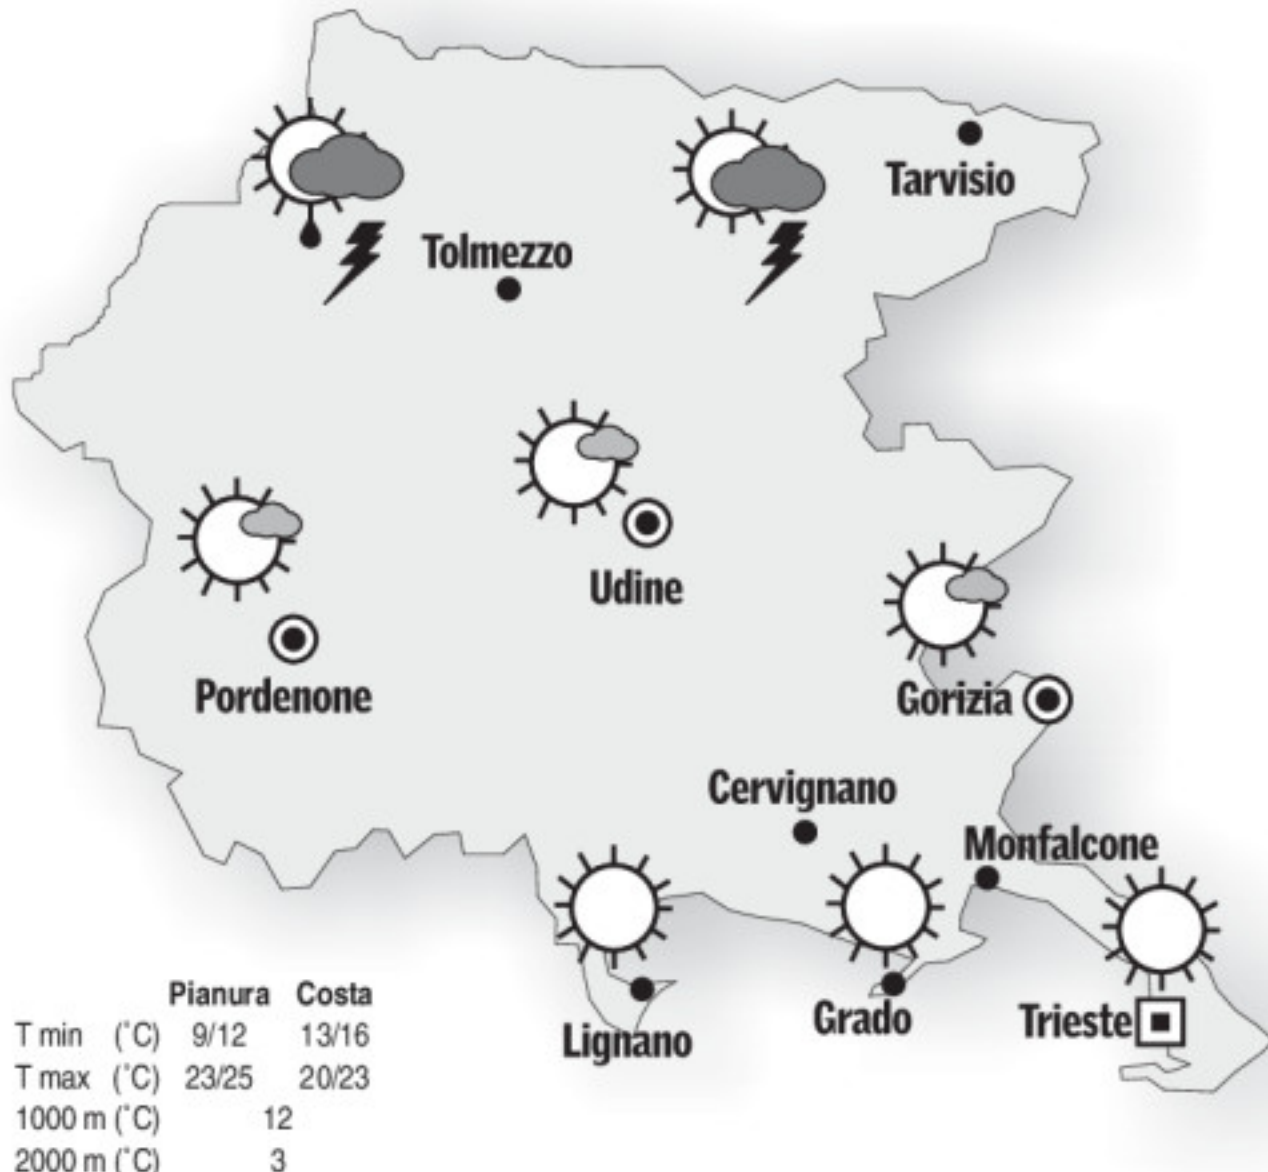 Tarvisio
Tolmezzo
Udine
Pordenone
Gorizia
Cervignano
Monfalcone
Grado
Trieste
Lignano
Pianura Costa
T min (°C) 9/12 13/16
T max (°C) 23/25 20/23
1000 m (°C) 12
2000 m (°C) 3